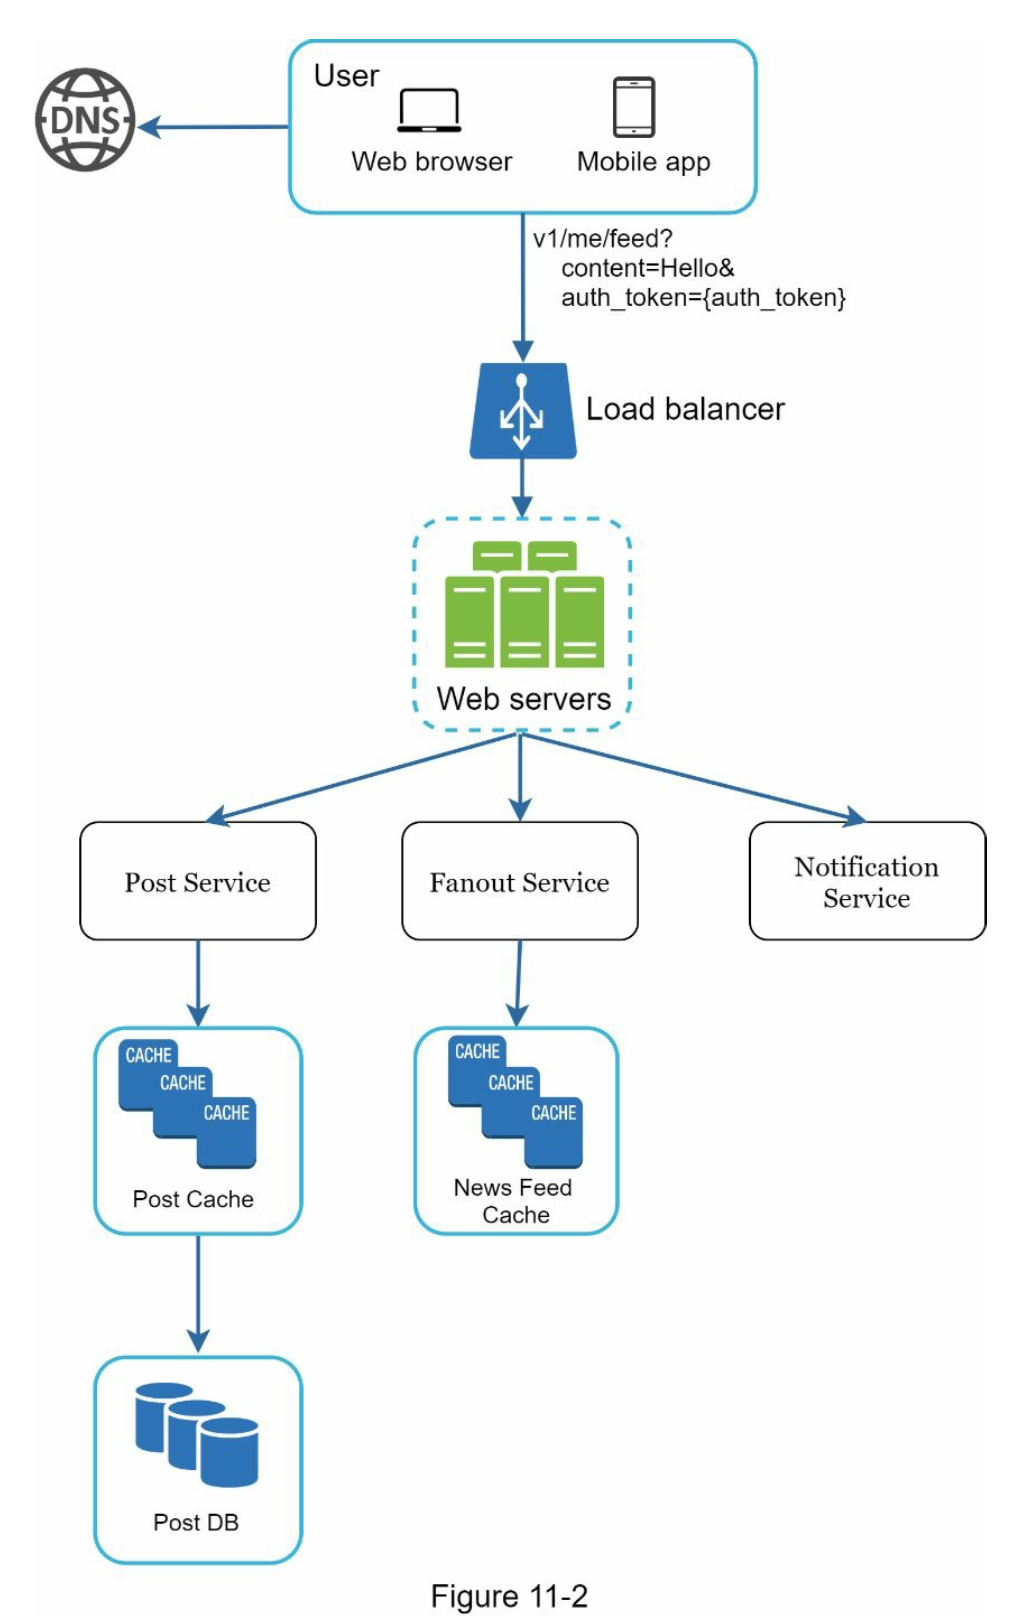 User
DNS
Web browser
Mobile app
v1/me/feed?
content=Hello&
auth_token={auth_token}
Load balancer
Web servers
Post Service
Fanout Service
Notification
Service
CACHE
CACHE
CACHE
Post Cache
CACHE
CACHE
CACHE
News Feed
Cache
Post DB
Figure 11-2